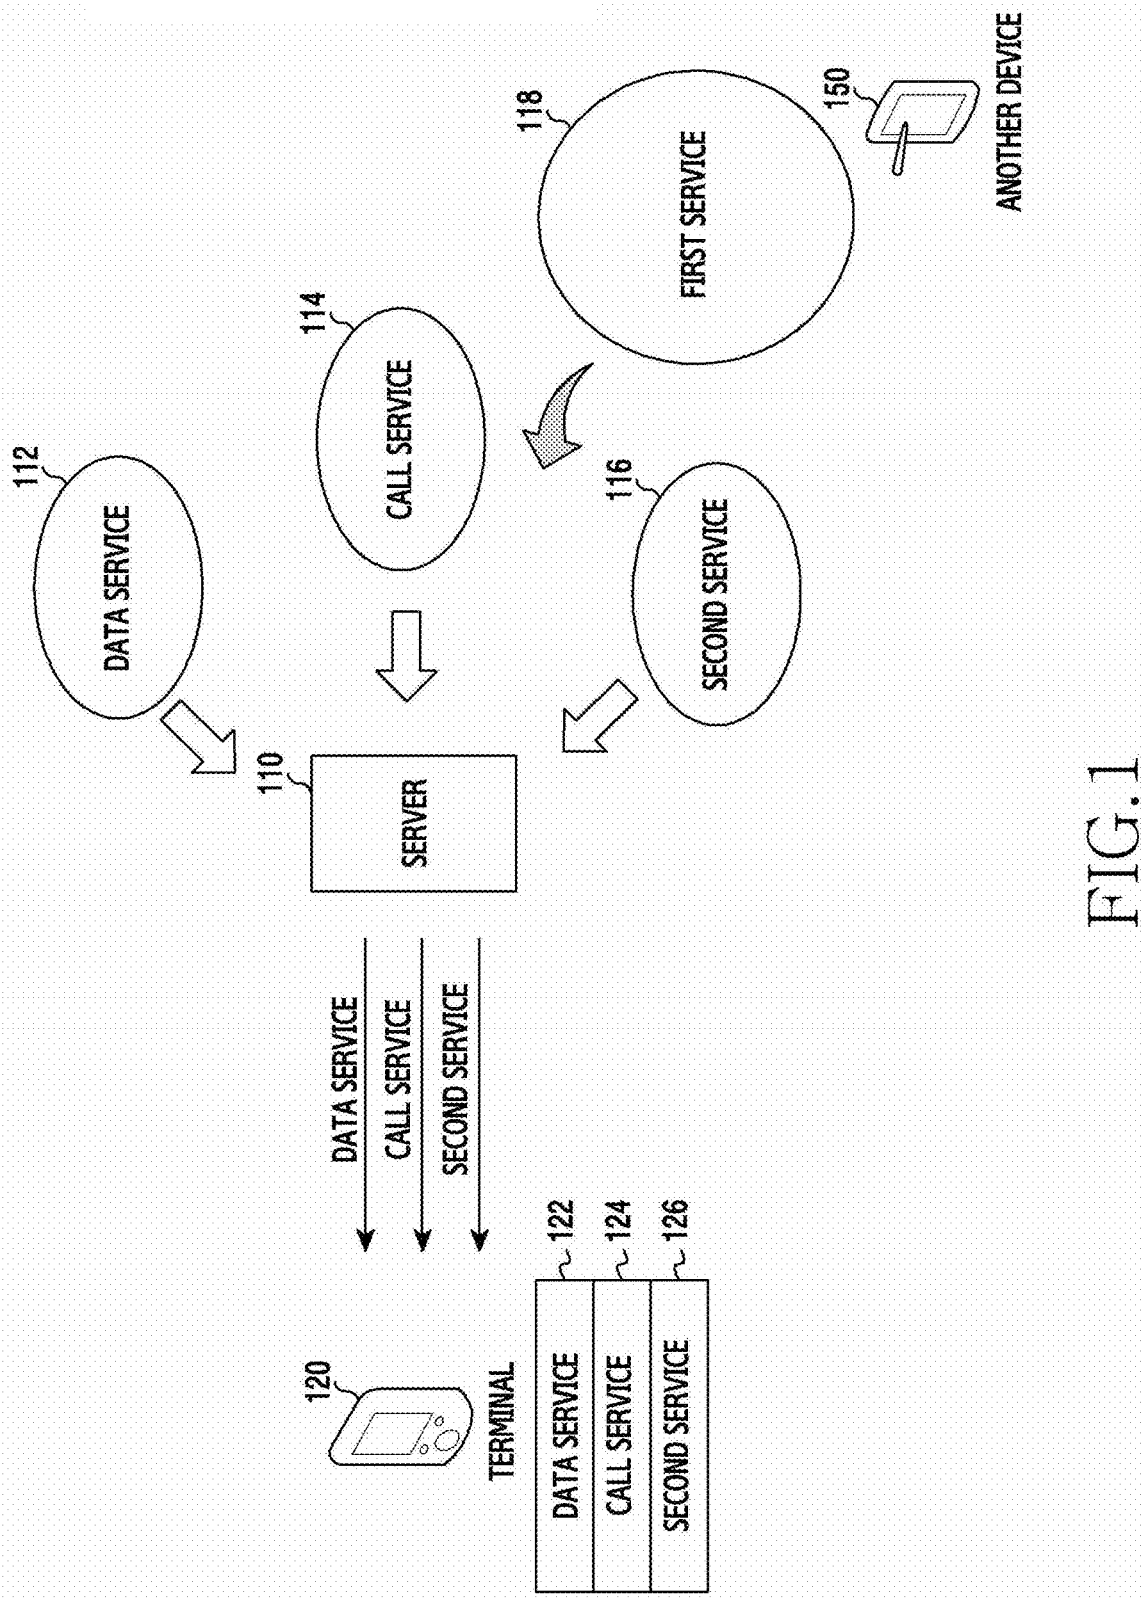 120
TERMINAL
DATA SERVICE
122
CALL SERVICE
124
SECOND SERVICE
126
DATA SERVICE
CALL SERVICE
SECOND SERVICE
110
SERVER
112
DATA SERVICE
114
CALL SERVICE
116
SECOND SERVICE
118
FIRST SERVICE
150
ANOTHER DEVICE
FIG.1